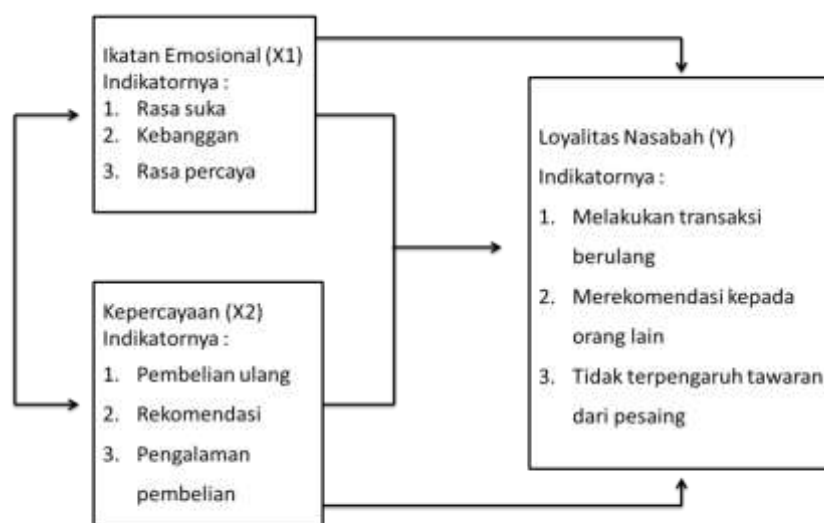 Ikatan Emosional (X1)
Indikatornya :
1. Rasa suka
2. Kebanggan
3. Rasa percaya
Kepercayaan (X2)
Indikatornya :
1. Pembelian ulang
2. Rekomendasi
3. Pengalaman
pembelian
Loyalitas Nasabah (Y)
Indikatornya :
1. Melakukan transaksi
berulang
2. Merekomendasi kepada
orang lain
3. Tidak terpengaruh tawaran
dari pesaing